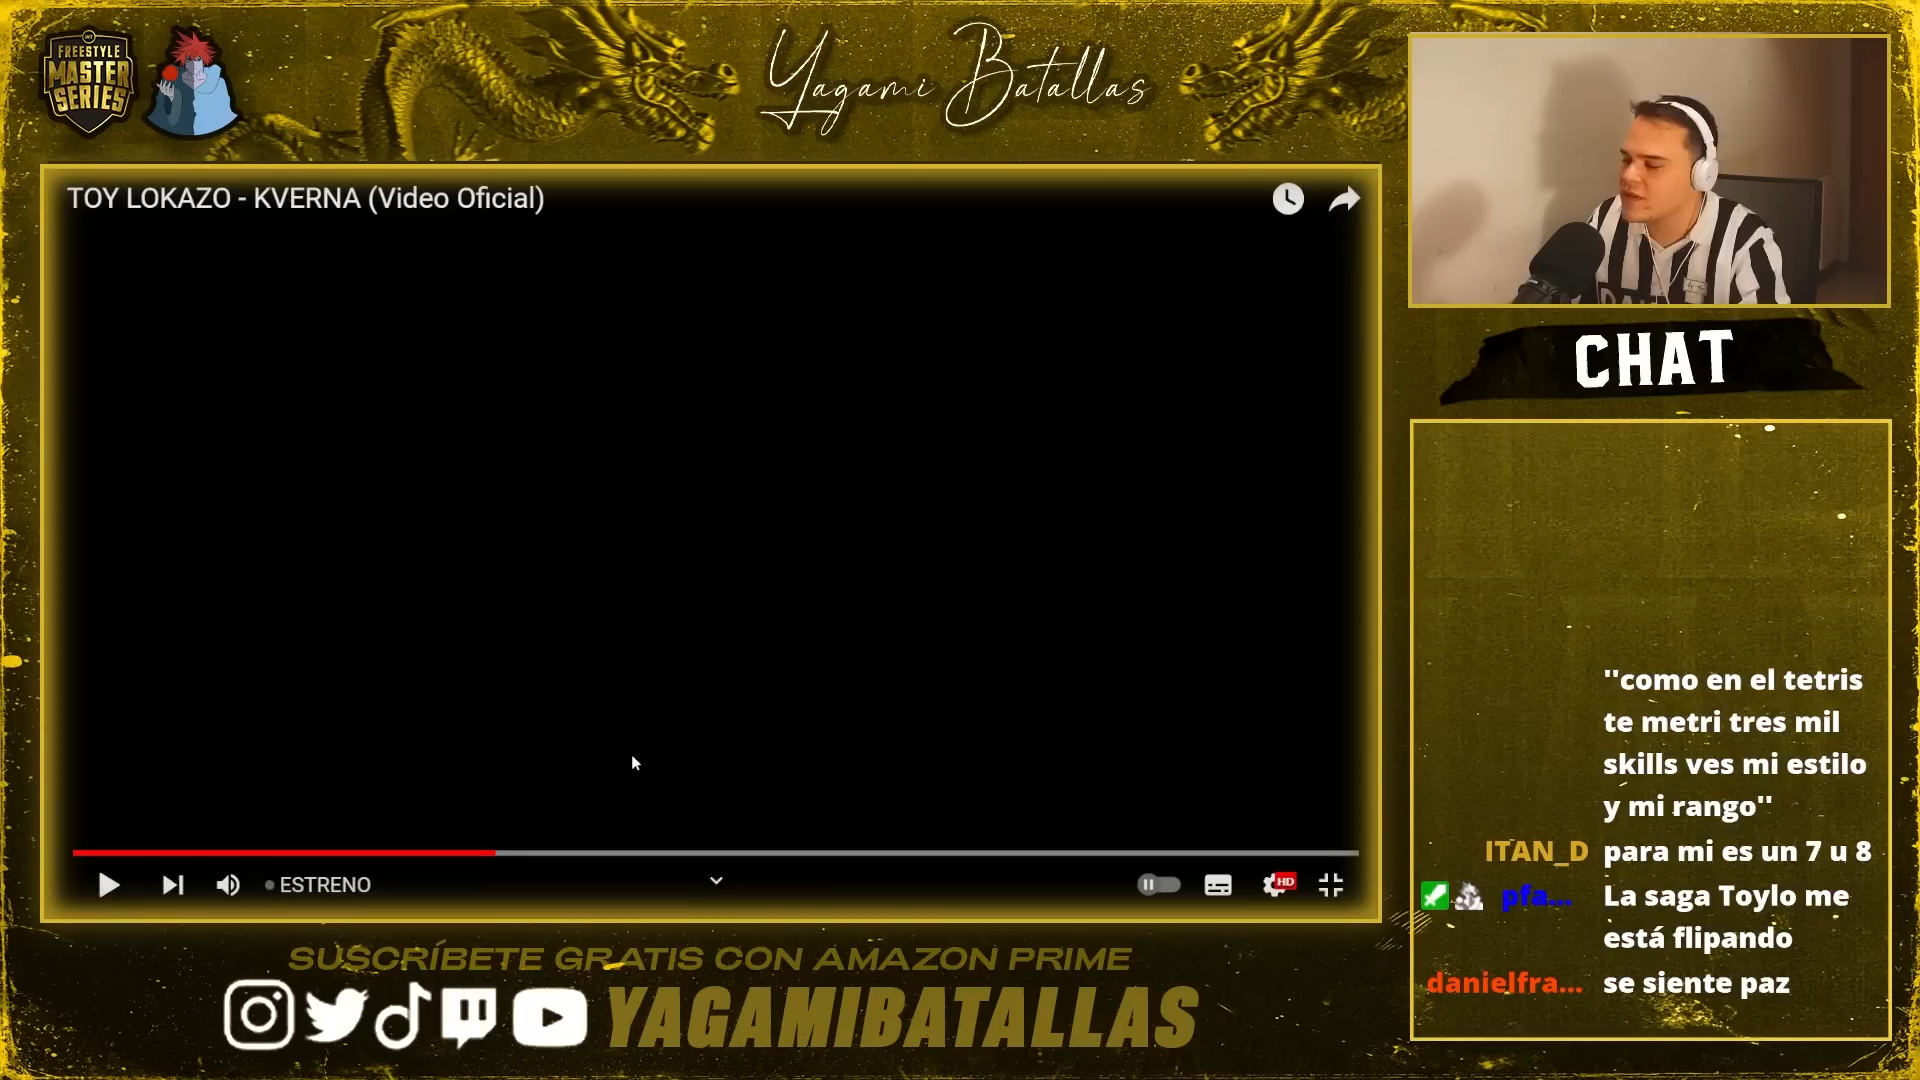 FREESTYLE
MASTER
SERIES
Yagami Batallas
TOY LOKAZO - KVERNA (Video Oficial)
CHAT
"como en el tetris
te metri tres mil
skills ves mi estilo
y mi rango"
ITAN_D para mi es un 7 u 8
pfa... La saga Toylo me
está flipando
danielfra... se siente paz
ESTRENO
HD
SUSCRÍBETE GRATIS CON AMAZON PRIME
YAGAMIBATALLAS